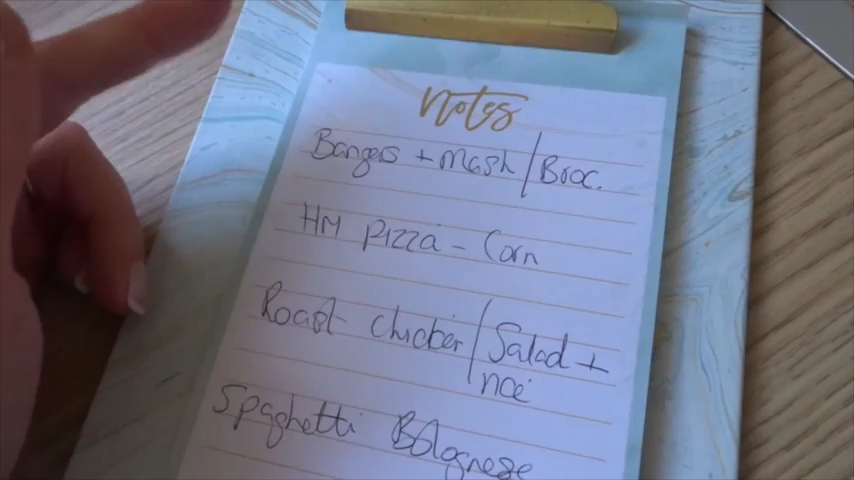 notes
Bangers + Mash / Broc.
HM Pizza - Corn
Roast chicken / Salad +
rice
Spaghetti Bolognese